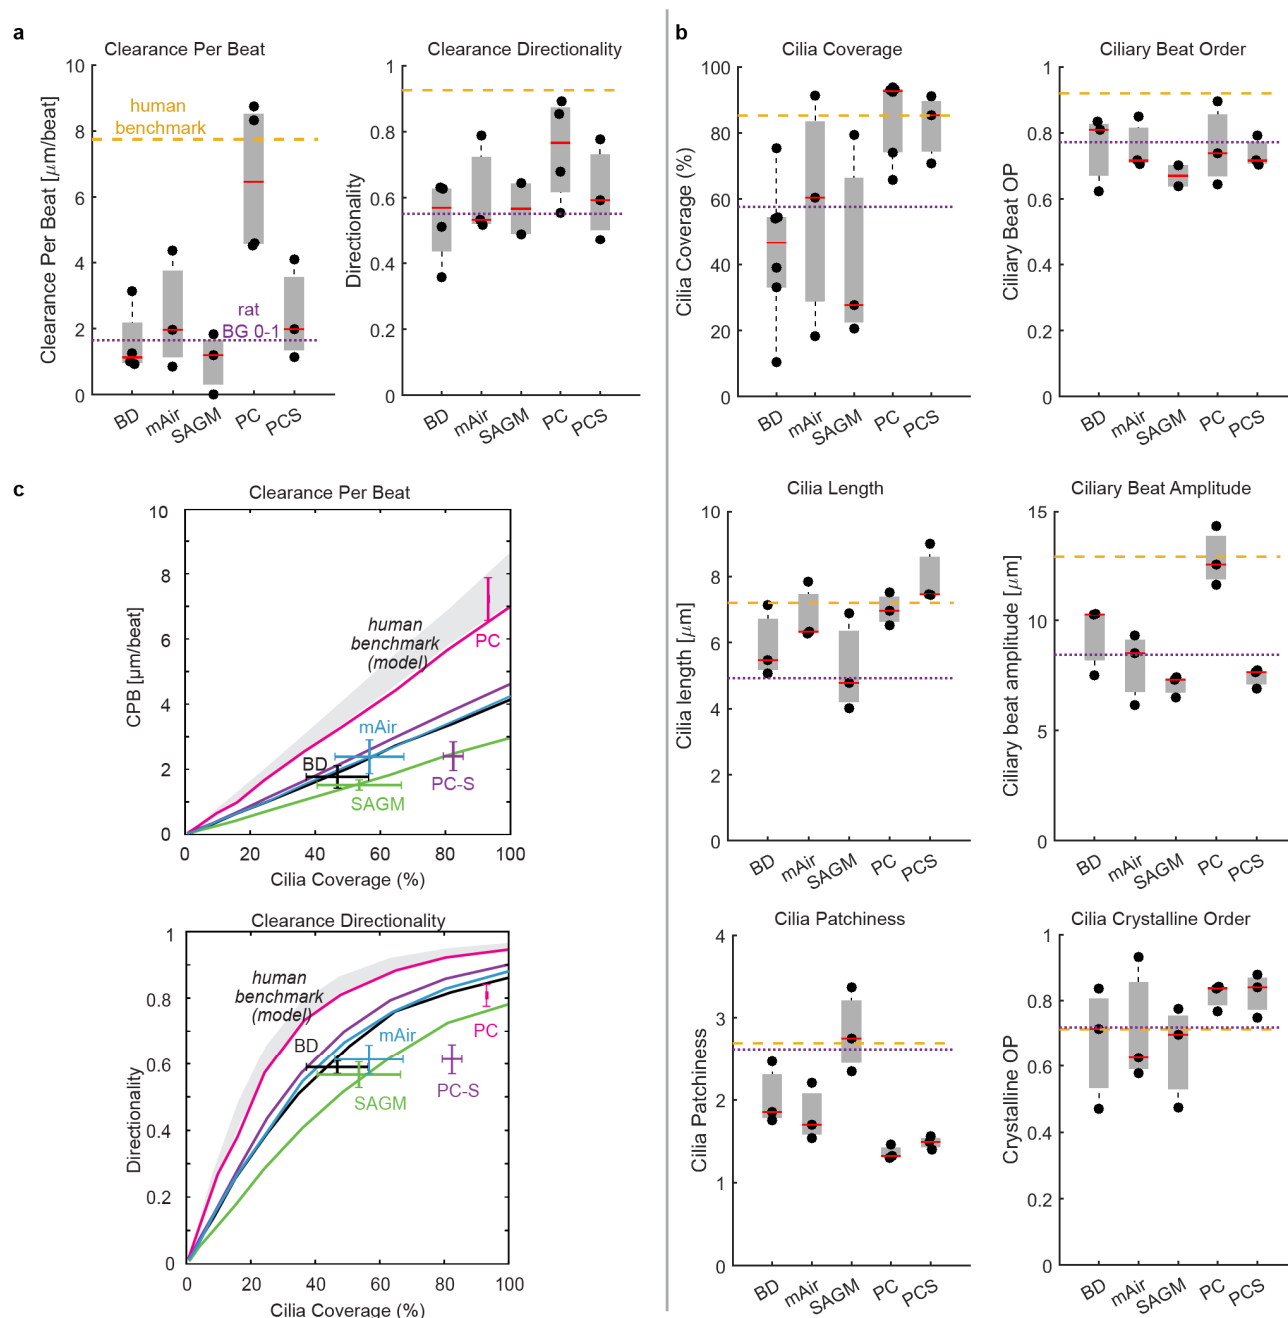 a
Clearance Per Beat
Clearance Per Beat [μm/beat]
10
8
6
4
2
0
human
benchmark
rat
BG 0-1
BD
mAir
SAGM
PC
PCS
Clearance Directionality
Directionality
1
0.8
0.6
0.4
0.2
0
BD
mAir
SAGM
PC
PCS
b
Cilia Coverage
Cilia Coverage (%)
100
80
60
40
20
0
BD
mAir
SAGM
PC
PCS
Ciliary Beat Order
Ciliary Beat OP
1
0.8
0.6
0.4
0.2
0
BD
mAir
SAGM
PC
PCS
Cilia Length
Cilia length [μm]
10
8
6
4
2
0
BD
mAir
SAGM
PC
PCS
Ciliary Beat Amplitude
Ciliary beat amplitude [μm]
15
10
5
0
BD
mAir
SAGM
PC
PCS
Cilia Patchiness
Cilia Patchiness
4
3
2
1
0
BD
mAir
SAGM
PC
PCS
Cilia Crystalline Order
Crystalline OP
1
0.8
0.6
0.4
0.2
0
BD
mAir
SAGM
PC
PCS
c
Clearance Per Beat
CPB [μm/beat]
10
8
6
4
2
0
human
benchmark
(model)
PC
mAir
BD
PC-S
SAGM
0
20
40
60
80
100
Cilia Coverage (%)
Clearance Directionality
Directionality
1
0.8
0.6
0.4
0.2
0
human
benchmark
(model)
PC
mAir
BD
PC-S
SAGM
0
20
40
60
80
100
Cilia Coverage (%)